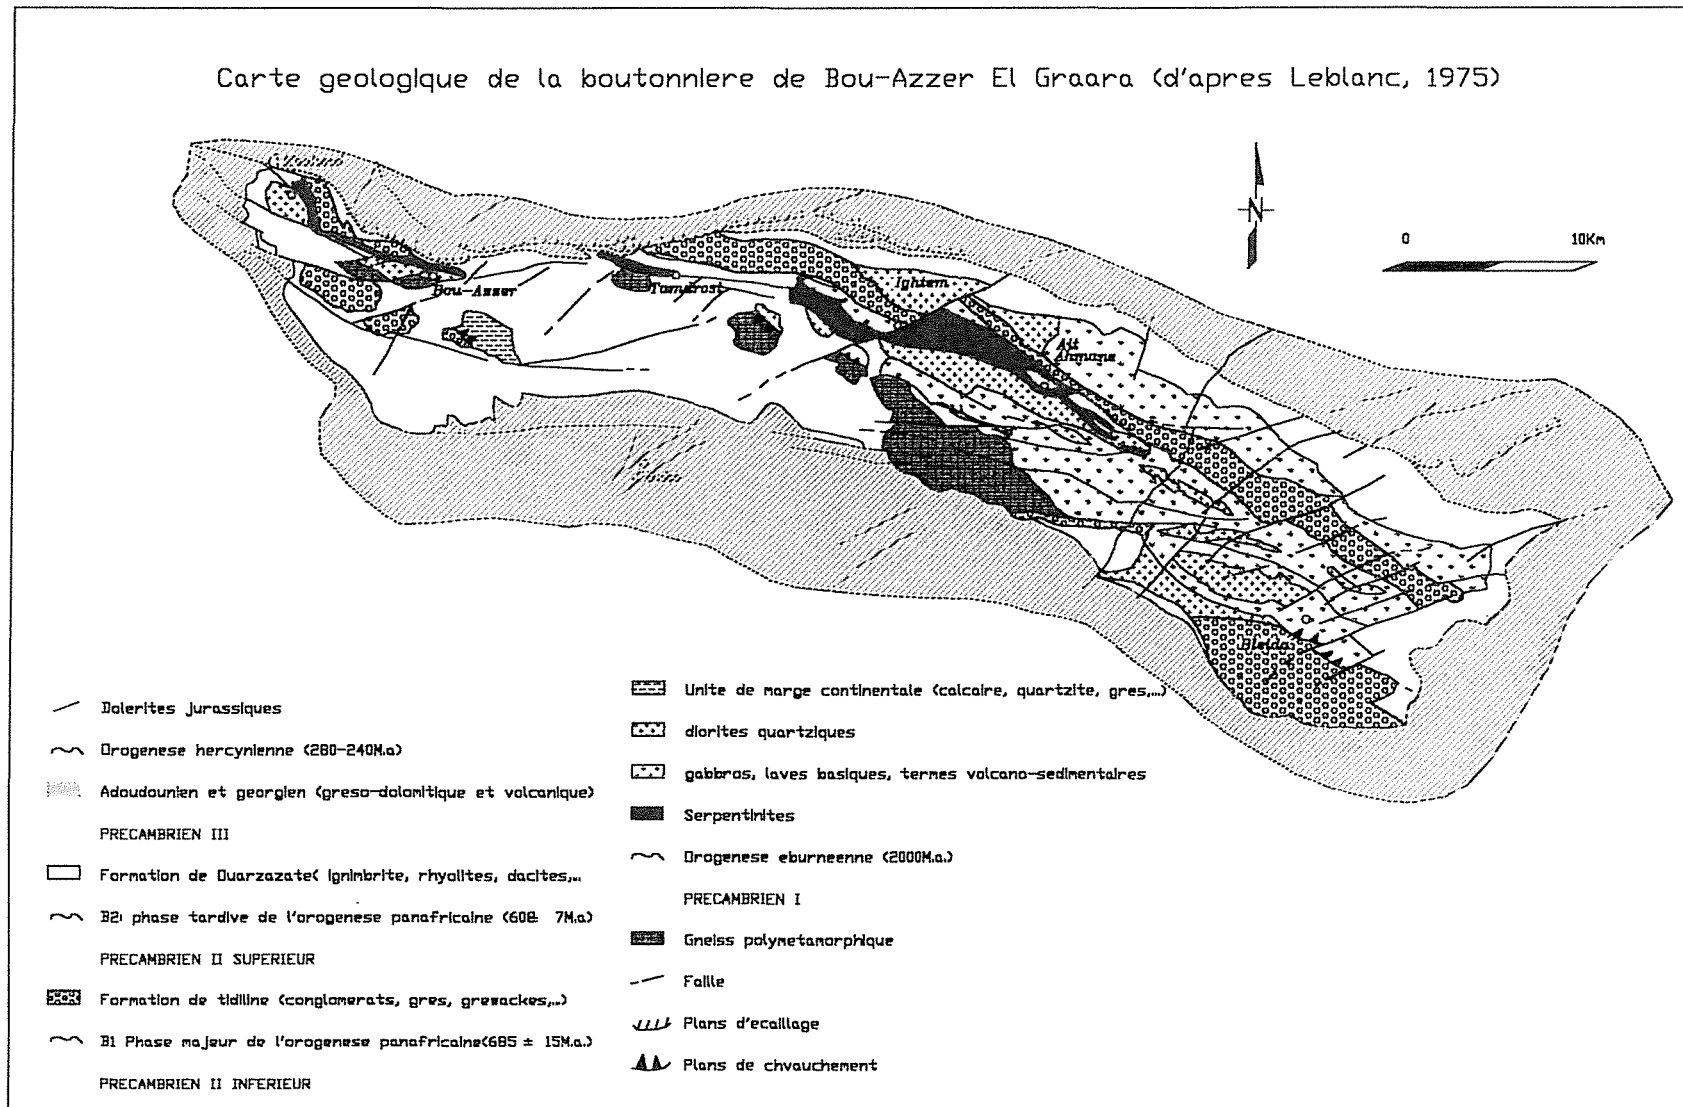 Carte geologique de la boutonniere de Bou-Azzer El Graara (d'apres Leblanc, 1975)
N
0 10Km
Bou-Azzer
Tamdrost
Ightem
Ait
Ahmane
Bleida
Dolerites jurassiques
Orogenese hercynienne (280-240M.a)
Adoudounien et georgien (greso-dolomitique et volcanique)
PRECAMBRIEN III
Formation de Ouarzazate( ignimbrite, rhyolites, dacites,...
B2: phase tardive de l'orogenese panafricaine (608± 7M.a)
PRECAMBRIEN II SUPERIEUR
Formation de tidiline (conglomerats, gres, grewackes,...)
B1 Phase majeur de l'orogenese panafricaine(685 ± 15M.a.)
PRECAMBRIEN II INFERIEUR
Unite de marge continentale (calcaire, quartzite, gres,...)
diorites quartziques
gabbros, laves basiques, termes volcano-sedimentaires
Serpentinites
Orogenese eburneenne (2000M.a.)
PRECAMBRIEN I
Gneiss polymetamorphique
Faille
Plans d'ecaillage
Plans de chvauchement